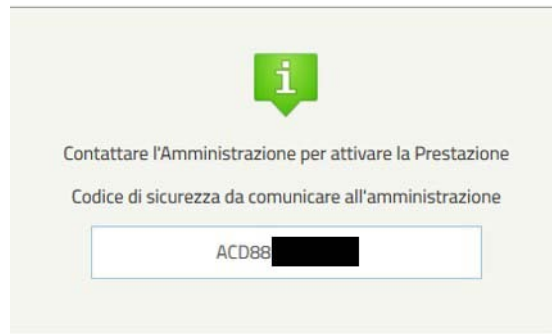 i
Contattare l'Amministrazione per attivare la Prestazione
Codice di sicurezza da comunicare all'amministrazione
ACD88